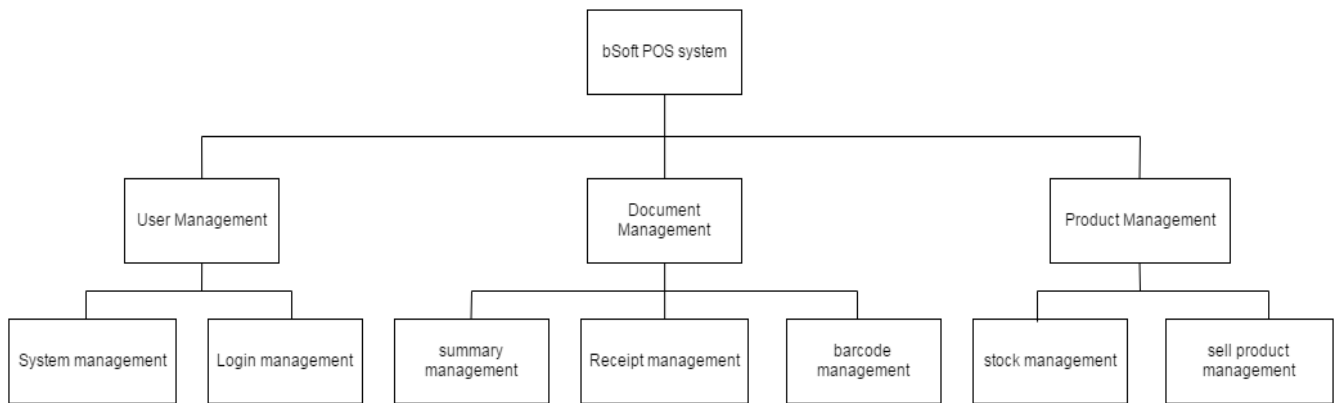 bSoft POS system
User Management
Document
Management
Product Management
System management
Login management
summary
management
Receipt management
barcode
management
stock management
sell product
management